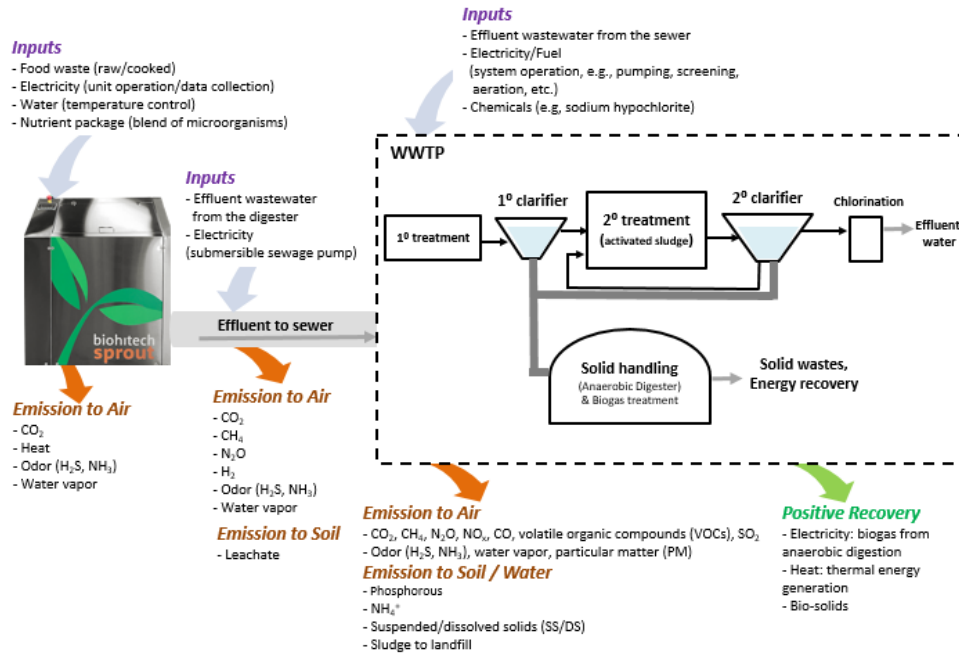 Inputs
- Food waste (raw/cooked)
- Electricity (unit operation/data collection)
- Water (temperature control)
- Nutrient package (blend of microorganisms)
Inputs
- Effluent wastewater
from the digester
- Electricity
(submersible sewage pump)
Inputs
- Effluent wastewater from the sewer
- Electricity/Fuel
(system operation, e.g., pumping, screening,
aeration, etc.)
- Chemicals (e.g, sodium hypochlorite)
biohitech
sprout
Effluent to sewer
WWTP
1⁰ treatment
1⁰ clarifier
2⁰ treatment
(activated sludge)
2⁰ clarifier
Chlorination
Effluent
water
Solid handling
(Anaerobic Digester)
& Biogas treatment
Solid wastes,
Energy recovery
Emission to Air
- CO₂
- Heat
- Odor (H₂S, NH₃)
- Water vapor
Emission to Air
- CO₂
- CH₄
- N₂O
- H₂
- Odor (H₂S, NH₃)
- Water vapor
Emission to Soil
- Leachate
Emission to Air
- CO₂, CH₄, N₂O, NOₓ, CO, volatile organic compounds (VOCs), SO₂
- Odor (H₂S, NH₃), water vapor, particular matter (PM)
Emission to Soil / Water
- Phosphorous
- NH₄⁺
- Suspended/dissolved solids (SS/DS)
- Sludge to landfill
Positive Recovery
- Electricity: biogas from
anaerobic digestion
- Heat: thermal energy
generation
- Bio-solids